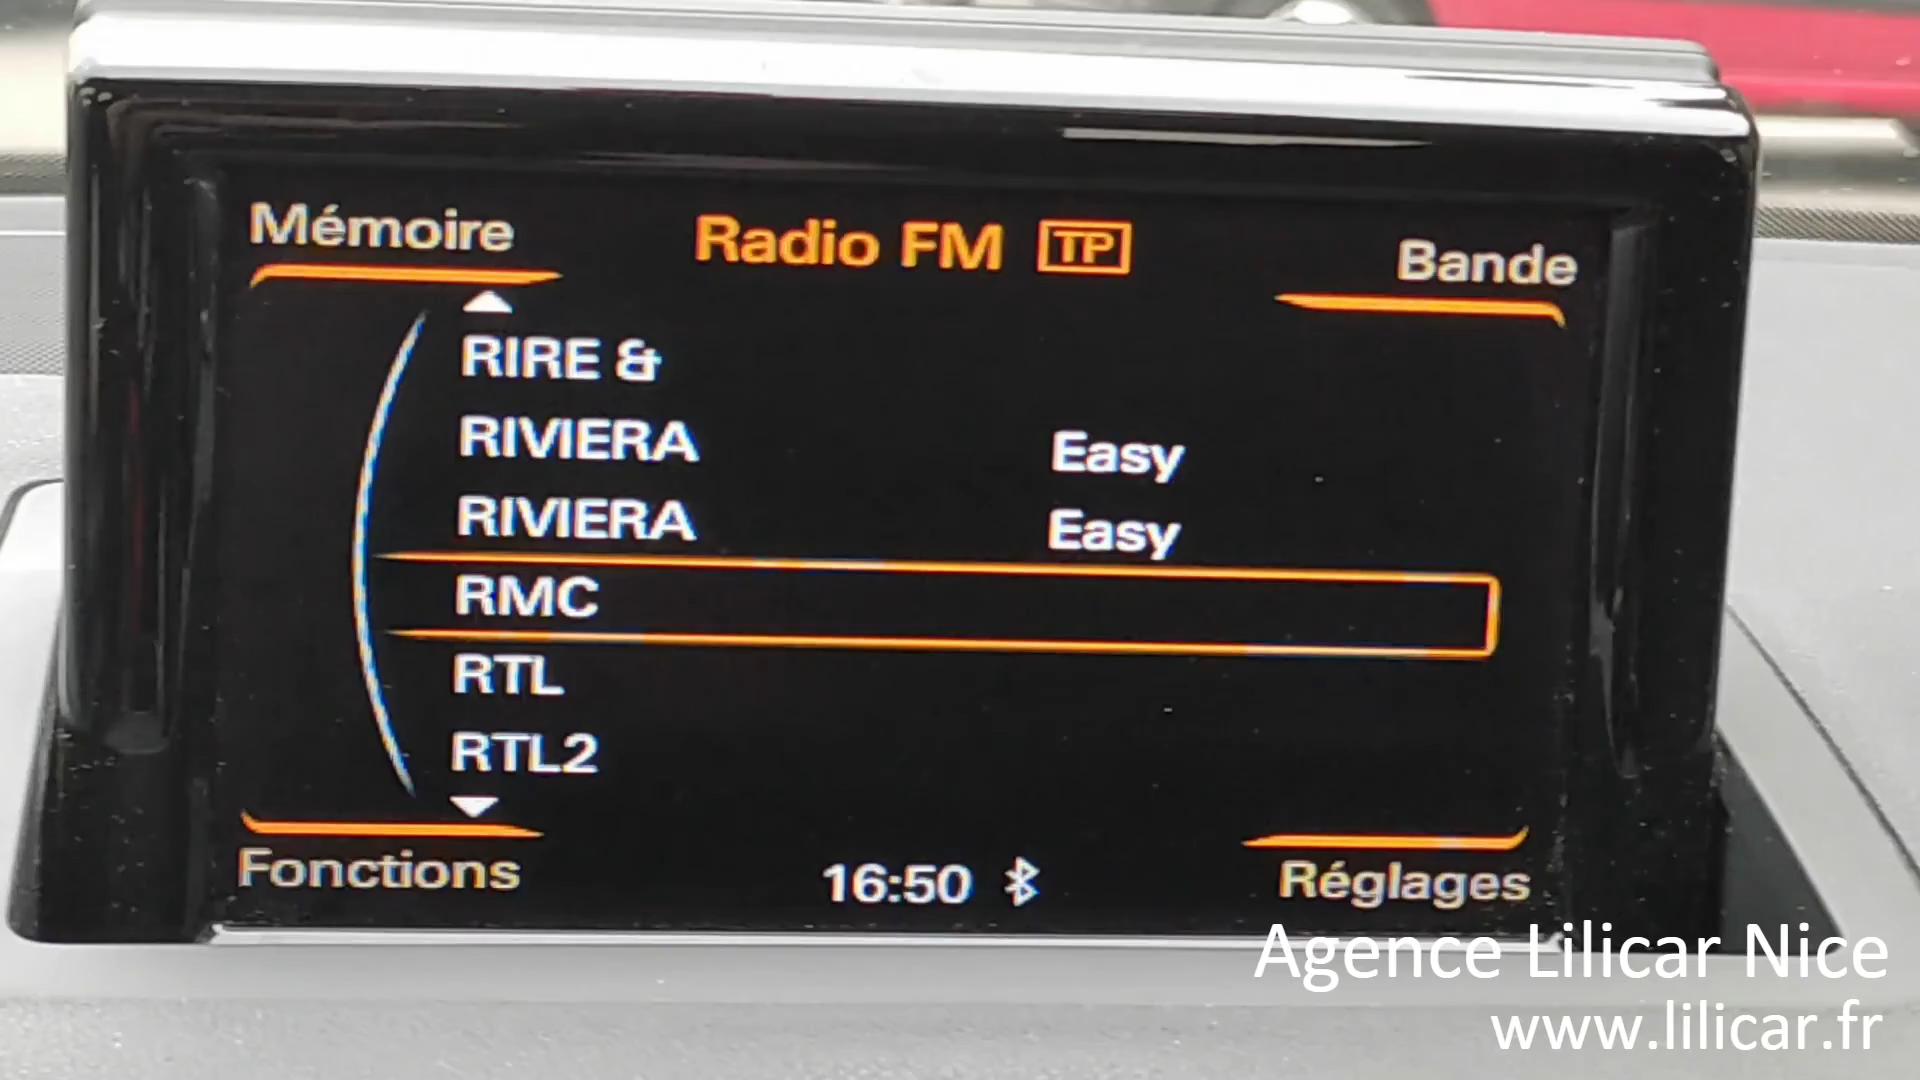 Mémoire Radio FM TP Bande
RIRE &
RIVIERA Easy
RIVIERA Easy
RMC
RTL
RTL2
Fonctions 16:50 Réglages
Agence Lilicar Nice
www.lilicar.fr